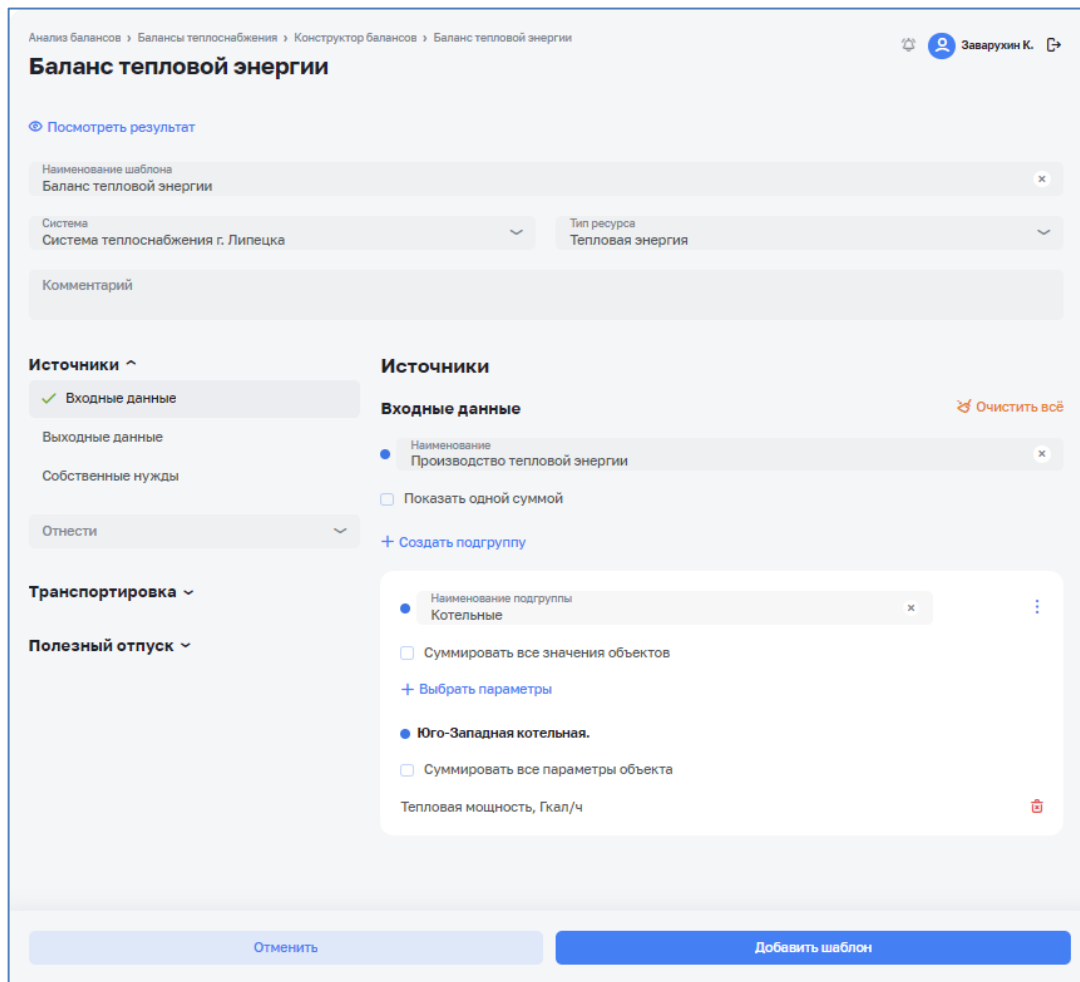 Анализ балансов › Балансы теплоснабжения › Конструктор балансов › Баланс тепловой энергии
Заварухин К.
Баланс тепловой энергии
Посмотреть результат
Наименование шаблона
Баланс тепловой энергии
Система
Система теплоснабжения г. Липецка
Тип ресурса
Тепловая энергия
Комментарий
Источники
Входные данные
Выходные данные
Собственные нужды
Отнести
Транспортировка
Полезный отпуск
Источники
Входные данные
Очистить всё
Наименование
Производство тепловой энергии
Показать одной суммой
+ Создать подгруппу
Наименование подгруппы
Котельные
Суммировать все значения объектов
+ Выбрать параметры
Юго-Западная котельная.
Суммировать все параметры объекта
Тепловая мощность, Гкал/ч
Отменить
Добавить шаблон